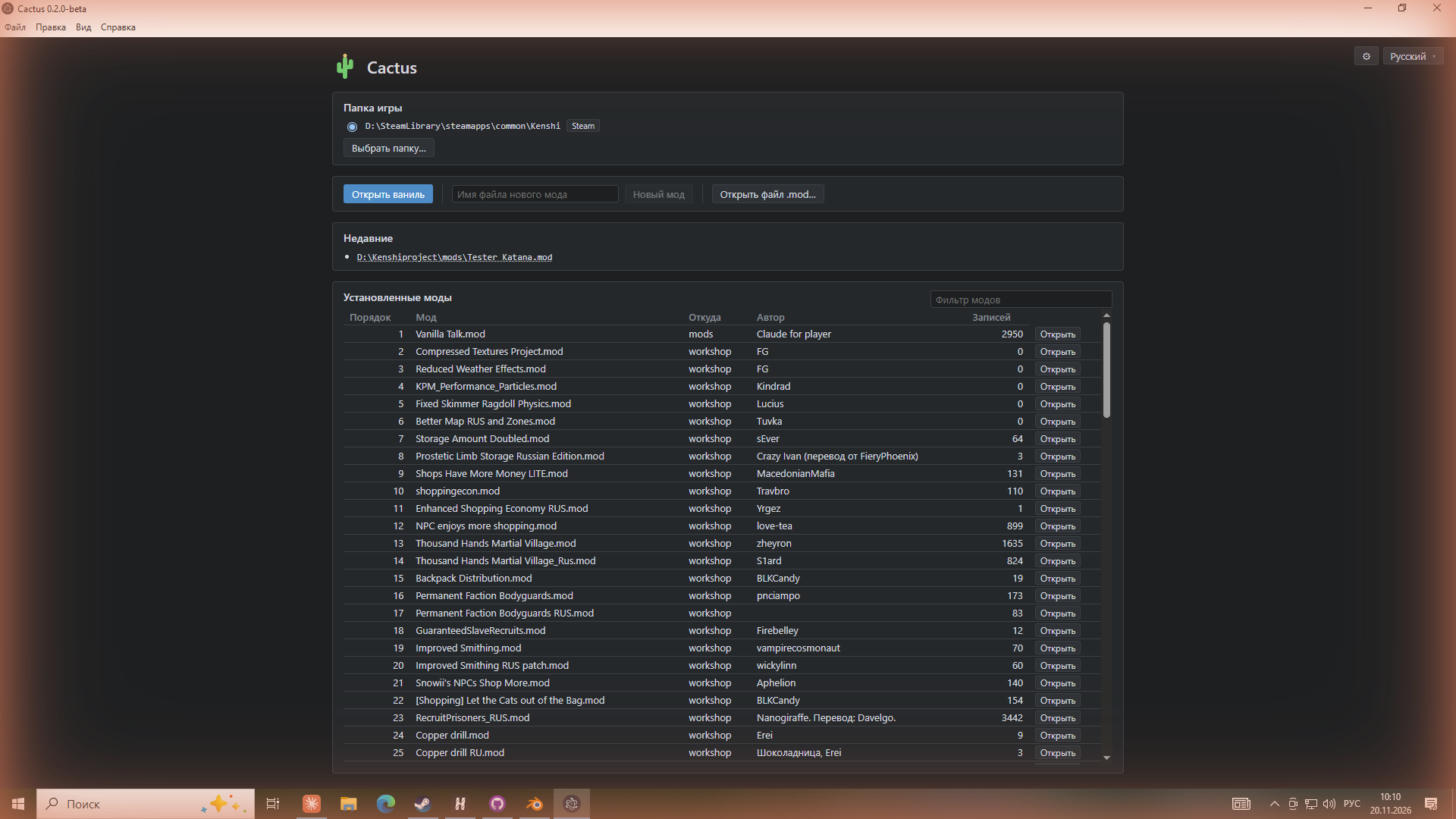 Cactus 0.2.0-beta
Файл Правка Вид Справка
Русский
Cactus
Папка игры
D:\SteamLibrary\steamapps\common\Kenshi Steam
Выбрать папку...
Открыть ваниль Имя файла нового мода Новый мод Открыть файл .mod...
Недавние
D:\Kenshiproject\mods\Tester_Katana.mod
Установленные моды Фильтр модов
Порядок Мод Откуда Автор Записей
1 Vanilla Talk.mod mods Claude for player 2950 Открыть
2 Compressed Textures Project.mod workshop FG 0 Открыть
3 Reduced Weather Effects.mod workshop FG 0 Открыть
4 KPM_Performance_Particles.mod workshop Kindrad 0 Открыть
5 Fixed Skimmer Ragdoll Physics.mod workshop Lucius 0 Открыть
6 Better Map RUS and Zones.mod workshop Tuvka 0 Открыть
7 Storage Amount Doubled.mod workshop sEver 64 Открыть
8 Prostetic Limb Storage Russian Edition.mod workshop Crazy Ivan (перевод от FieryPhoenix) 3 Открыть
9 Shops Have More Money LITE.mod workshop MacedonianMafia 131 Открыть
10 shoppingecon.mod workshop Travbro 110 Открыть
11 Enhanced Shopping Economy RUS.mod workshop Yrgez 1 Открыть
12 NPC enjoys more shopping.mod workshop love-tea 899 Открыть
13 Thousand Hands Martial Village.mod workshop zheyron 1635 Открыть
14 Thousand Hands Martial Village_Rus.mod workshop S1ard 824 Открыть
15 Backpack Distribution.mod workshop BLKCandy 19 Открыть
16 Permanent Faction Bodyguards.mod workshop pnciampo 173 Открыть
17 Permanent Faction Bodyguards RUS.mod workshop 83 Открыть
18 GuaranteedSlaveRecruits.mod workshop Firebelley 12 Открыть
19 Improved Smithing.mod workshop vampirecosmonaut 70 Открыть
20 Improved Smithing RUS patch.mod workshop wickylinn 60 Открыть
21 Snowii's NPCs Shop More.mod workshop Aphelion 140 Открыть
22 [Shopping] Let the Cats out of the Bag.mod workshop BLKCandy 154 Открыть
23 RecruitPrisoners_RUS.mod workshop Nanogiraffe. Перевод: Davelgo. 3442 Открыть
24 Copper drill.mod workshop Erei 9 Открыть
25 Copper drill RU.mod workshop Шоколадница, Erei 3 Открыть
Поиск
РУС
10:10
20.11.2026